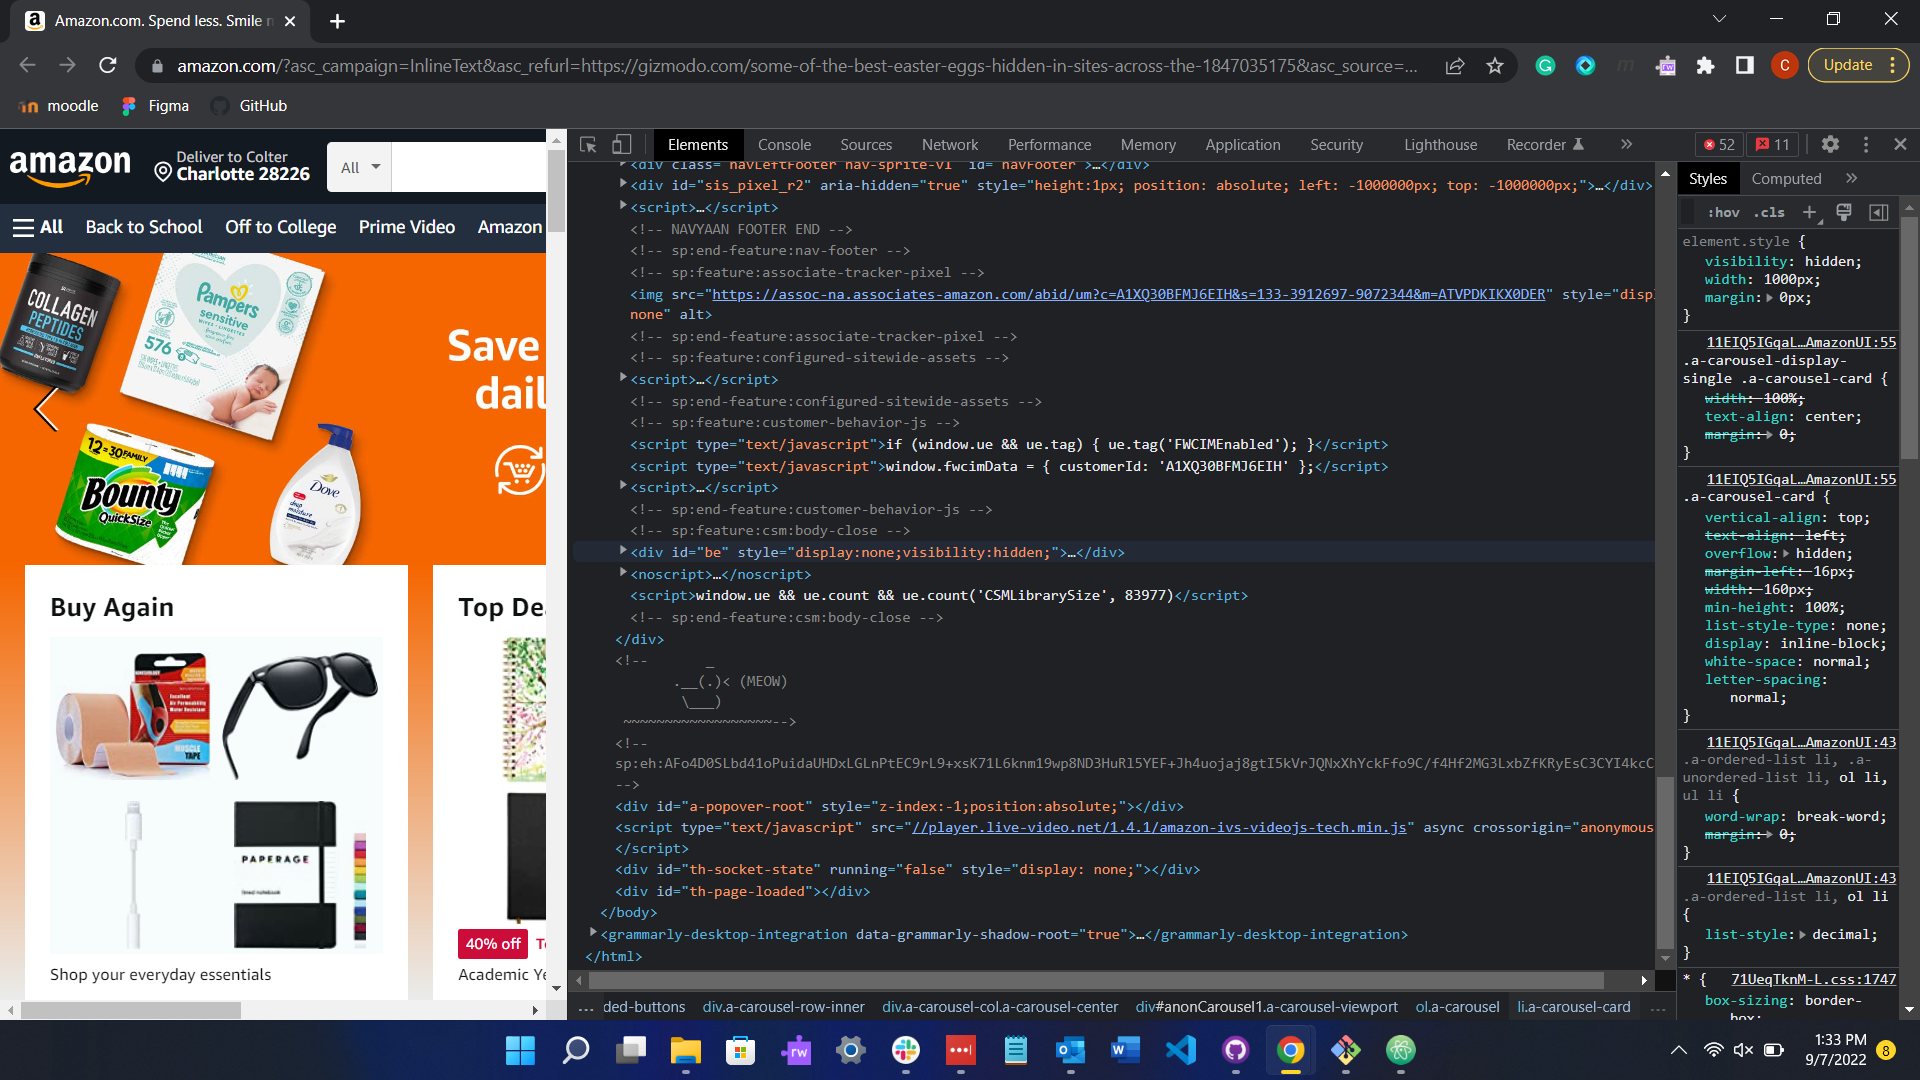 Amazon.com. Spend less. Smile
amazon.com/?asc_campaign=InlineText&asc_refurl=https://gizmodo.com/some-of-the-best-easter-eggs-hidden-in-sites-across-the-1847035175&asc_source=...
C
Update
moodle
Figma
GitHub
amazon
Deliver to Colter
Charlotte 28226
All
All
Back to School
Off to College
Prime Video
Amazon
COLLAGEN
PEPTIDES
Pampers
sensitive
576
Save
dail
12=30 FAMILY
Bounty
QuickSize
Dove
deep
moisture
Buy Again
Top De
MUSCLE
TAPE
PAPERAGE
lined notebook
Shop your everyday essentials
40% off
Academic Ye
Elements
Console
Sources
Network
Performance
Memory
Application
Security
Lighthouse
Recorder
52
11
<div class="navLeftFooter nav-sprite-v1" id="navFooter">…</div>
<div id="sis_pixel_r2" aria-hidden="true" style="height:1px; position: absolute; left: -1000000px; top: -1000000px;">…</div>
<script>…</script>
<!-- NAVYAAN FOOTER END -->
<!-- sp:end-feature:nav-footer -->
<!-- sp:feature:associate-tracker-pixel -->
<img src="https://assoc-na.associates-amazon.com/abid/um?c=A1XQ30BFMJ6EIH&s=133-3912697-9072344&m=ATVPDKIKX0DER" style="disp
none" alt>
<!-- sp:end-feature:associate-tracker-pixel -->
<!-- sp:feature:configured-sitewide-assets -->
<script>…</script>
<!-- sp:end-feature:configured-sitewide-assets -->
<!-- sp:feature:customer-behavior-js -->
<script type="text/javascript">if (window.ue && ue.tag) { ue.tag('FWCIMEnabled'); }</script>
<script type="text/javascript">window.fwcimData = { customerId: 'A1XQ30BFMJ6EIH' };</script>
<script>…</script>
<!-- sp:end-feature:customer-behavior-js -->
<!-- sp:feature:csm:body-close -->
<div id="be" style="display:none;visibility:hidden;">…</div>
<noscript>…</noscript>
<script>window.ue && ue.count && ue.count('CSMLibrarySize', 83977)</script>
<!-- sp:end-feature:csm:body-close -->
</div>
<!--       _
.__(.)< (MEOW)
\___)
~~~~~~~~~~~~~~~~~~-->
<!--
sp:eh:AFo4D0SLbd41oPuidaUHDxLGLnPtEC9rL9+xsK71L6knm19wp8ND3HuRl5YEF+Jh4uojaj8gtI5kVrJQNxXhYckFfo9C/f4Hf2MG3LxbZfKRyEsC3CYI4kcC
-->
<div id="a-popover-root" style="z-index:-1;position:absolute;"></div>
<script type="text/javascript" src="//player.live-video.net/1.4.1/amazon-ivs-videojs-tech.min.js" async crossorigin="anonymous
</script>
<div id="th-socket-state" running="false" style="display: none;"></div>
<div id="th-page-loaded"></div>
</body>
<grammarly-desktop-integration data-grammarly-shadow-root="true">…</grammarly-desktop-integration>
</html>
... ded-buttons div.a-carousel-row-inner div.a-carousel-col.a-carousel-center div#anonCarousel1.a-carousel-viewport ol.a-carousel li.a-carousel-card ...
Styles
Computed
:hov .cls
element.style {
visibility: hidden;
width: 1000px;
margin: 0px;
}
11EIQ5IGqaL…AmazonUI:55
.a-carousel-display-
single .a-carousel-card {
width: 100%;
text-align: center;
margin: 0;
}
11EIQ5IGqaL…AmazonUI:55
.a-carousel-card {
vertical-align: top;
text-align: left;
overflow: hidden;
margin-left: 16px;
width: 160px;
min-height: 100%;
list-style-type: none;
display: inline-block;
white-space: normal;
letter-spacing:
normal;
}
11EIQ5IGqaL…AmazonUI:43
.a-ordered-list li, .a-
unordered-list li, ol li,
ul li {
word-wrap: break-word;
margin: 0;
}
11EIQ5IGqaL…AmazonUI:43
.a-ordered-list li, ol li
{
list-style: decimal;
}
* { 71UeqTknM-L.css:1747
box-sizing: border-
box;
rw
1:33 PM
9/7/2022
8